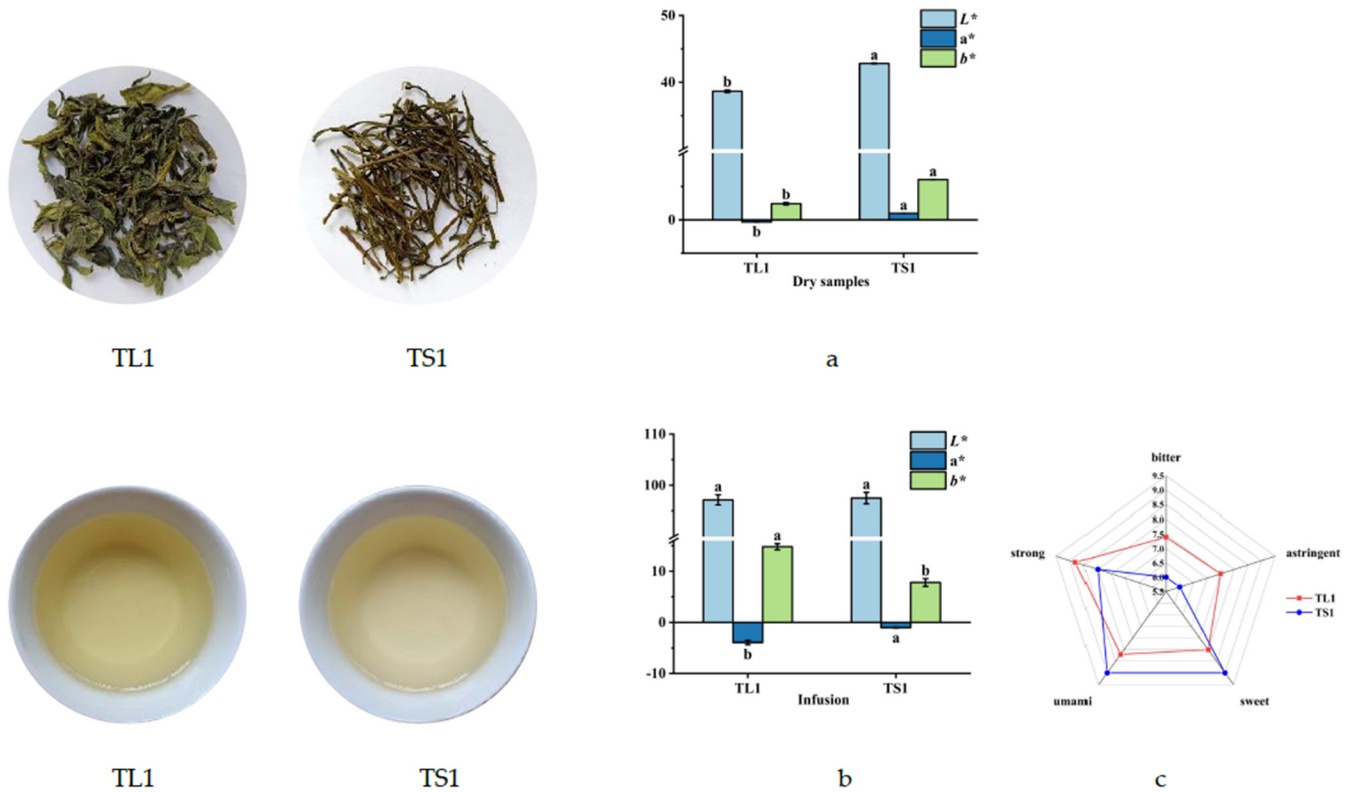 50
L*
a*
b*
a
b
40
a
b
a
0
b
TL1
TS1
Dry samples
TL1
TS1
a
110
L*
a*
b*
a
a
100
a
b
10
0
a
b
-10
TL1
TS1
Infusion
bitter
9.5
9.0
8.5
8.0
7.5
7.0
6.5
6.0
5.5
strong
astringent
TL1
TS1
umami
sweet
TL1
TS1
b
c